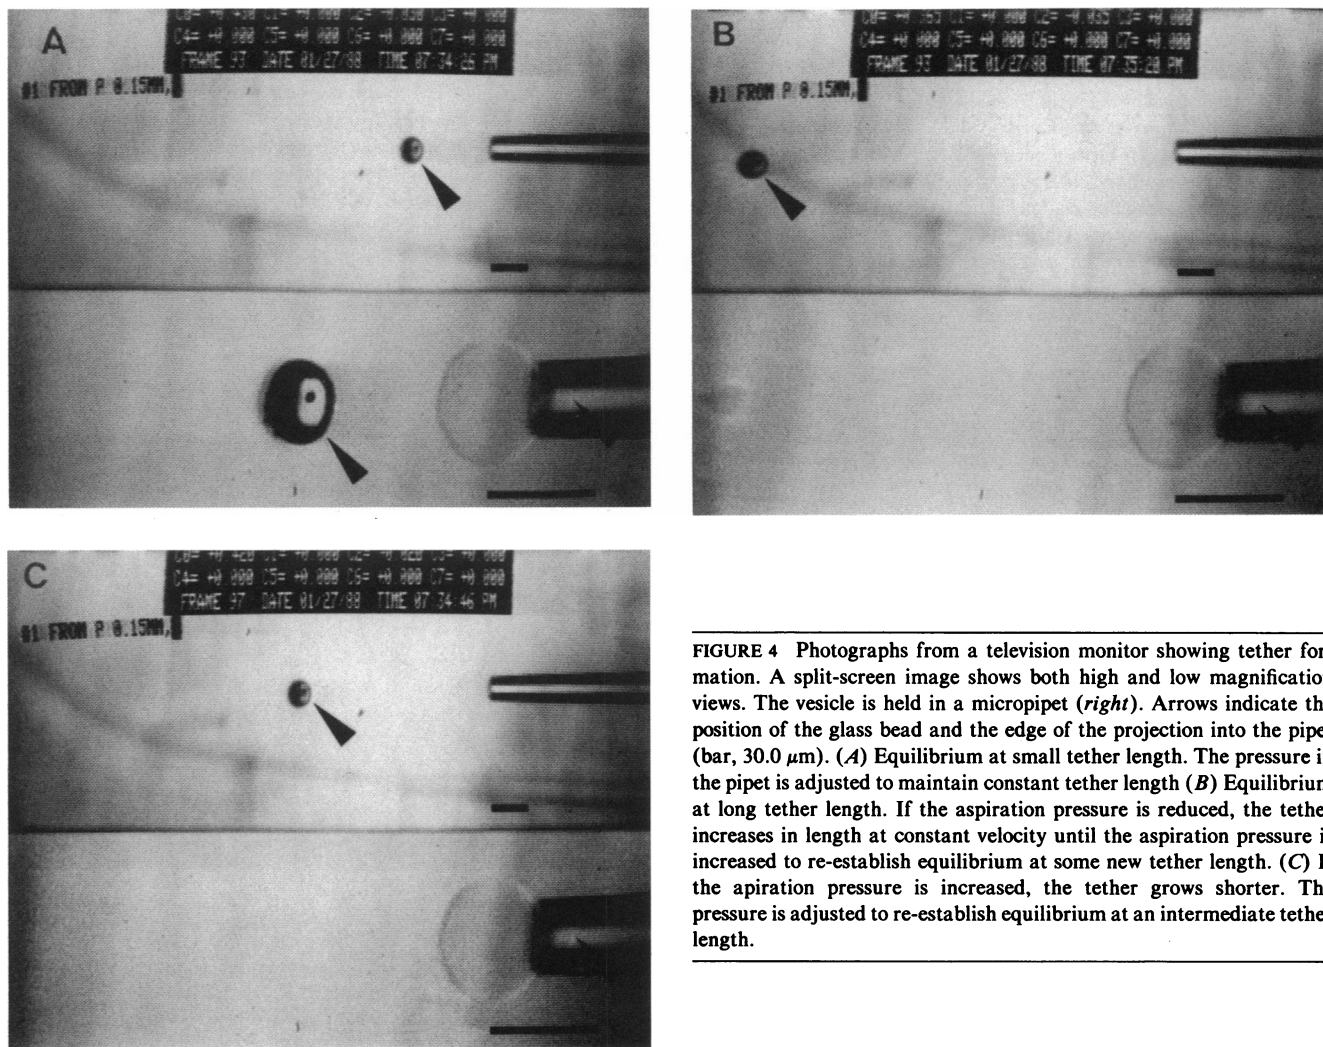 A
C4= +0.000 C5= +0.000 C6= +0.000 C7= +0.000
FRAME 93 DATE 01/27/88 TIME 07:34:26 PM
#1 FROM P 0.15MM,
B
C4= +0.000 C5= +0.000 C6= +0.000 C7= +0.000
FRAME 93 DATE 01/27/88 TIME 07:35:20 PM
#1 FROM P 0.15MM,
C
C4= +0.000 C5= +0.000 C6= +0.000 C7= +0.000
FRAME 97 DATE 01/27/88 TIME 07:34:46 PM
#1 FROM P 0.15MM,
FIGURE 4 Photographs from a television monitor showing tether for
mation. A split-screen image shows both high and low magnificatio
views. The vesicle is held in a micropipet (right). Arrows indicate th
position of the glass bead and the edge of the projection into the pipe
(bar, 30.0 μm). (A) Equilibrium at small tether length. The pressure i
the pipet is adjusted to maintain constant tether length (B) Equilibriu
at long tether length. If the aspiration pressure is reduced, the tethe
increases in length at constant velocity until the aspiration pressure i
increased to re-establish equilibrium at some new tether length. (C) I
the apiration pressure is increased, the tether grows shorter. Th
pressure is adjusted to re-establish equilibrium at an intermediate tethe
length.